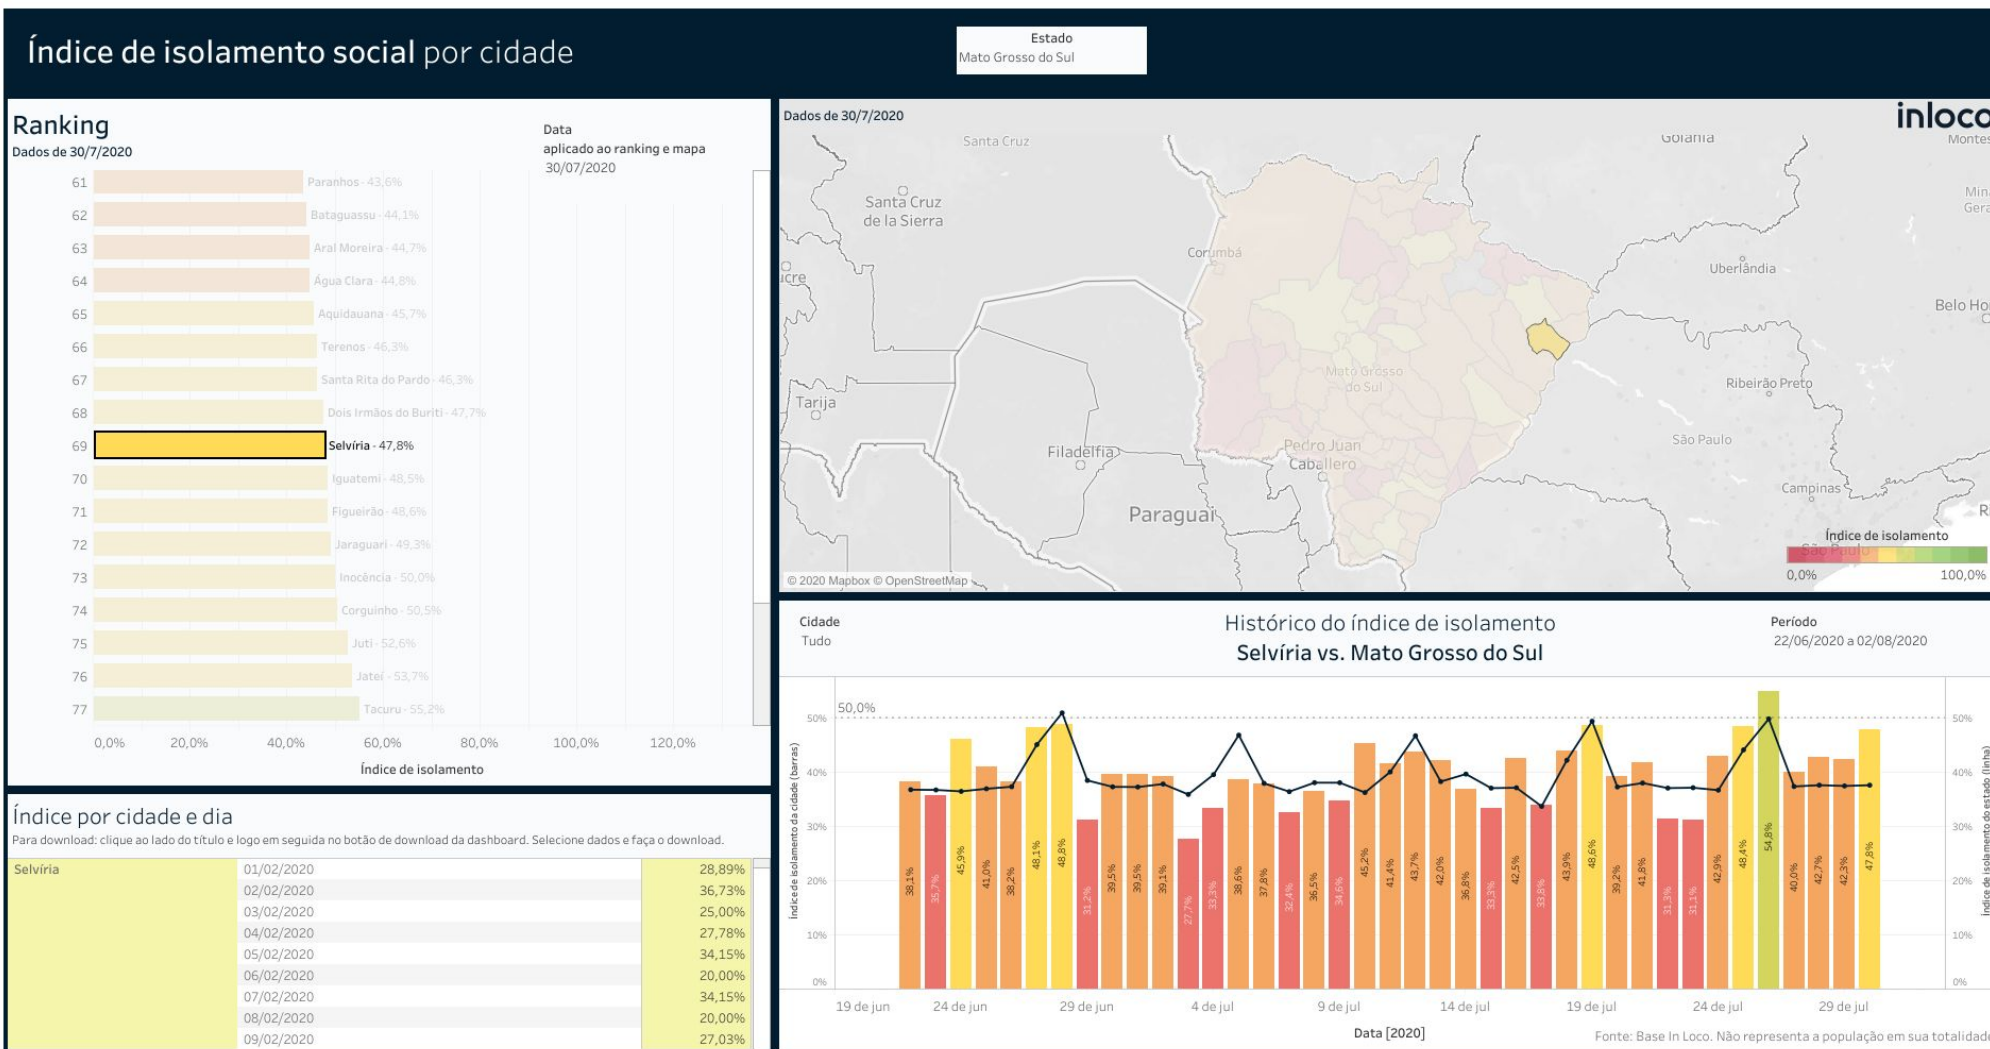 Índice de isolamento social por cidade
Estado
Mato Grosso do Sul
Ranking
Dados de 30/7/2020
Data
aplicado ao ranking e mapa
30/07/2020
61 Paranhos - 43,6%
62 Bataguassu - 44,1%
63 Aral Moreira - 44,7%
64 Água Clara - 44,8%
65 Aquidauana - 45,7%
66 Terenos - 46,3%
67 Santa Rita do Pardo - 46,3%
68 Dois Irmãos do Buriti - 47,7%
69 Selvíria - 47,8%
70 Iguatemi - 48,5%
71 Figueirão - 48,6%
72 Jaraguari - 49,3%
73 Inocência - 50,0%
74 Corguinho - 50,5%
75 Juti - 52,6%
76 Jateí - 53,7%
77 Tacuru - 55,2%
0,0% 20,0% 40,0% 60,0% 80,0% 100,0% 120,0%
Índice de isolamento
Índice por cidade e dia
Para download: clique ao lado do título e logo em seguida no botão de download da dashboard. Selecione dados e faça o download.
Selvíria 01/02/2020 28,89%
02/02/2020 36,73%
03/02/2020 25,00%
04/02/2020 27,78%
05/02/2020 34,15%
06/02/2020 20,00%
07/02/2020 34,15%
08/02/2020 20,00%
09/02/2020 27,03%
Dados de 30/7/2020
inloco
Santa Cruz
Goiânia
Montes
Santa Cruz
de la Sierra
Min
Gera
Corumbá
Uberlândia
ucre
Belo Ho
Mato Grosso
do Sul
Ribeirão Preto
Tarija
São Paulo
Filadélfia
Pedro Juan
Caballero
Campinas
Paraguai
Índice de isolamento
São Paulo
0,0% 100,0%
© 2020 Mapbox © OpenStreetMap
Cidade
Tudo
Histórico do índice de isolamento
Selvíria vs. Mato Grosso do Sul
Período
22/06/2020 a 02/08/2020
Índice de isolamento da cidade (barras)
50,0%
50%
40%
30%
20%
10%
0%
38,1% 35,7% 45,9% 41,0% 38,2% 48,1% 48,8% 31,2% 39,5% 39,5% 39,1% 27,7% 33,3% 38,6% 37,8% 32,4% 36,5% 34,6% 45,2% 41,4% 43,7% 42,0% 36,8% 33,3% 42,5% 33,8% 43,9% 48,6% 39,2% 41,8% 31,3% 31,1% 42,9% 48,4% 54,8% 40,0% 42,7% 42,3% 47,8%
50%
40%
30%
20%
10%
0%
Índice de isolamento do estado (linha)
19 de jun 24 de jun 29 de jun 4 de jul 9 de jul 14 de jul 19 de jul 24 de jul 29 de jul
Data [2020]
Fonte: Base In Loco. Não representa a população em sua totalidade